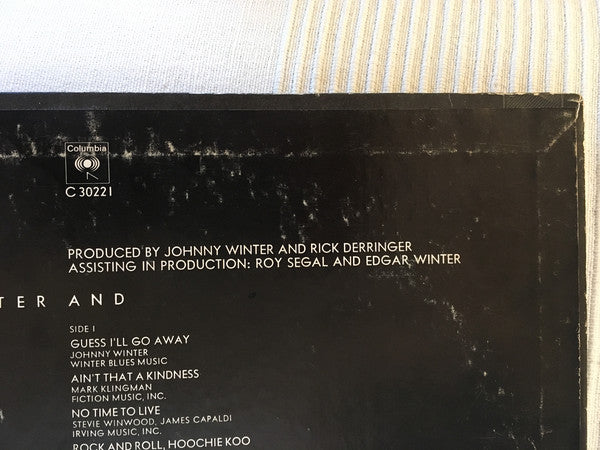 Columbia
C 30221
PRODUCED BY JOHNNY WINTER AND RICK DERRINGER
ASSISTING IN PRODUCTION: ROY SEGAL AND EDGAR WINTER
TER AND
SIDE I
GUESS I'LL GO AWAY
JOHNNY WINTER
WINTER BLUES MUSIC
AIN'T THAT A KINDNESS
MARK KLINGMAN
FICTION MUSIC, INC.
NO TIME TO LIVE
STEVIE WINWOOD, JAMES CAPALDI
IRVING MUSIC, INC.
ROCK AND ROLL, HOOCHIE KOO